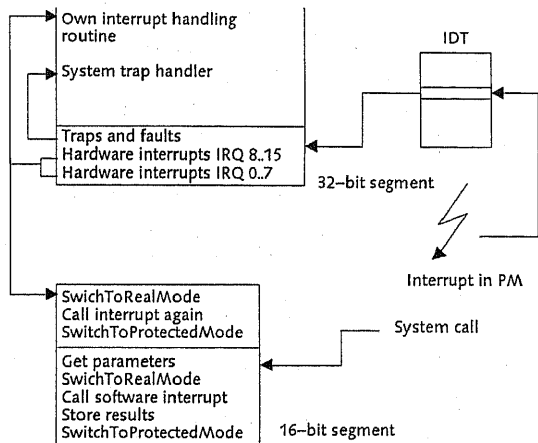 Own interrupt handling
routine
System trap handler
Traps and faults
Hardware interrupts IRQ 8..15
Hardware interrupts IRQ 0..7
32–bit segment
IDT
Interrupt in PM
SwichToRealMode
Call interrupt again
SwitchToProtectedMode
System call
Get parameters
SwichToRealMode
Call software interrupt
Store results
SwitchToProtectedMode
16–bit segment